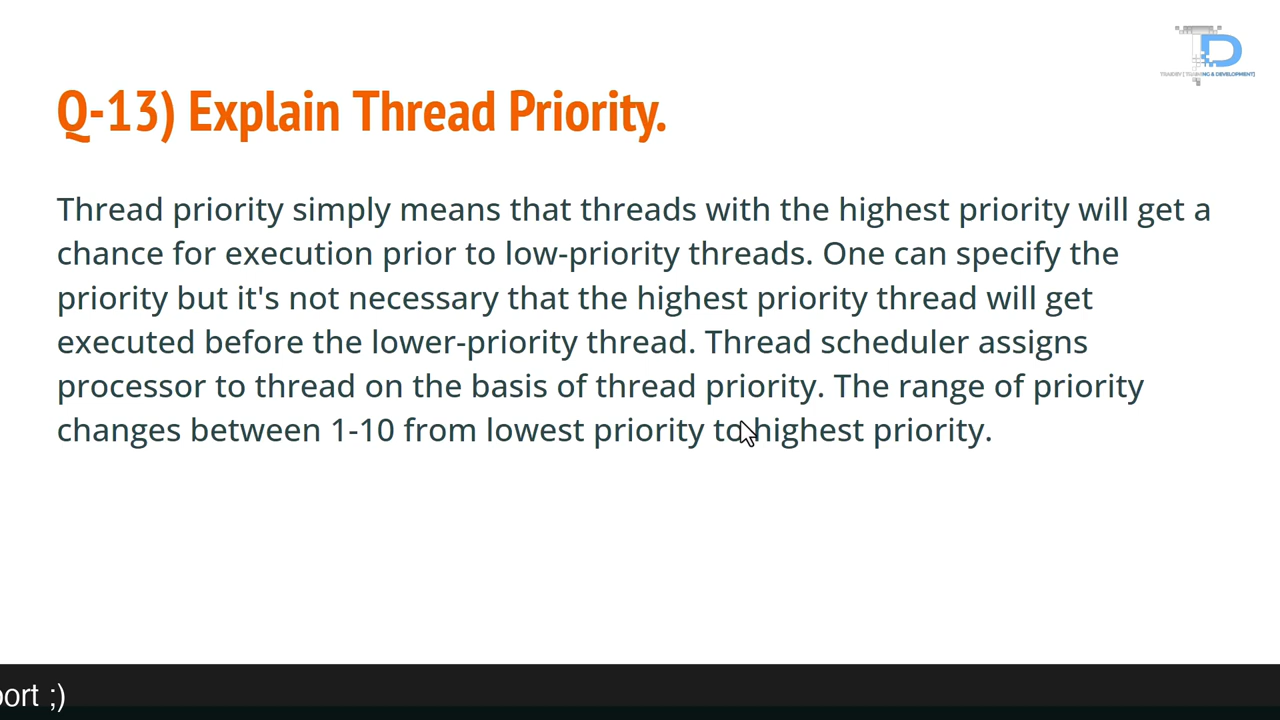 Q-13) Explain Thread Priority.
Thread priority simply means that threads with the highest priority will get a
chance for execution prior to low-priority threads. One can specify the
priority but it's not necessary that the highest priority thread will get
executed before the lower-priority thread. Thread scheduler assigns
processor to thread on the basis of thread priority. The range of priority
changes between 1-10 from lowest priority to highest priority.
ort ;)